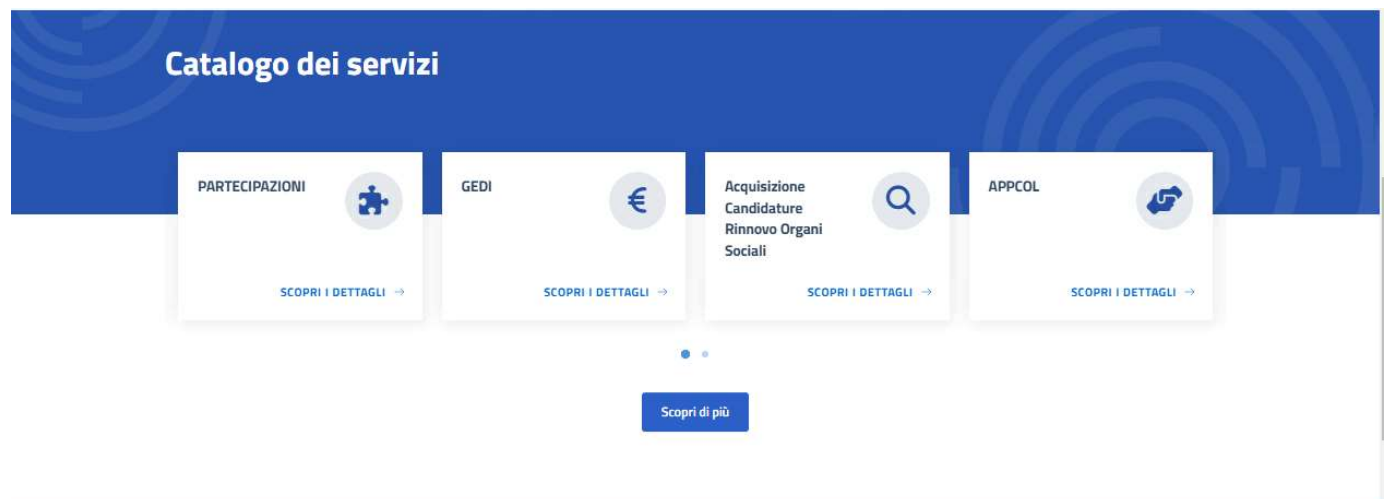 Catalogo dei servizi
PARTECIPAZIONI
SCOPRI I DETTAGLI →
GEDI
€
SCOPRI I DETTAGLI →
Acquisizione
Candidature
Rinnovo Organi
Sociali
SCOPRI I DETTAGLI →
APPCOL
SCOPRI I DETTAGLI →
Scopri di più